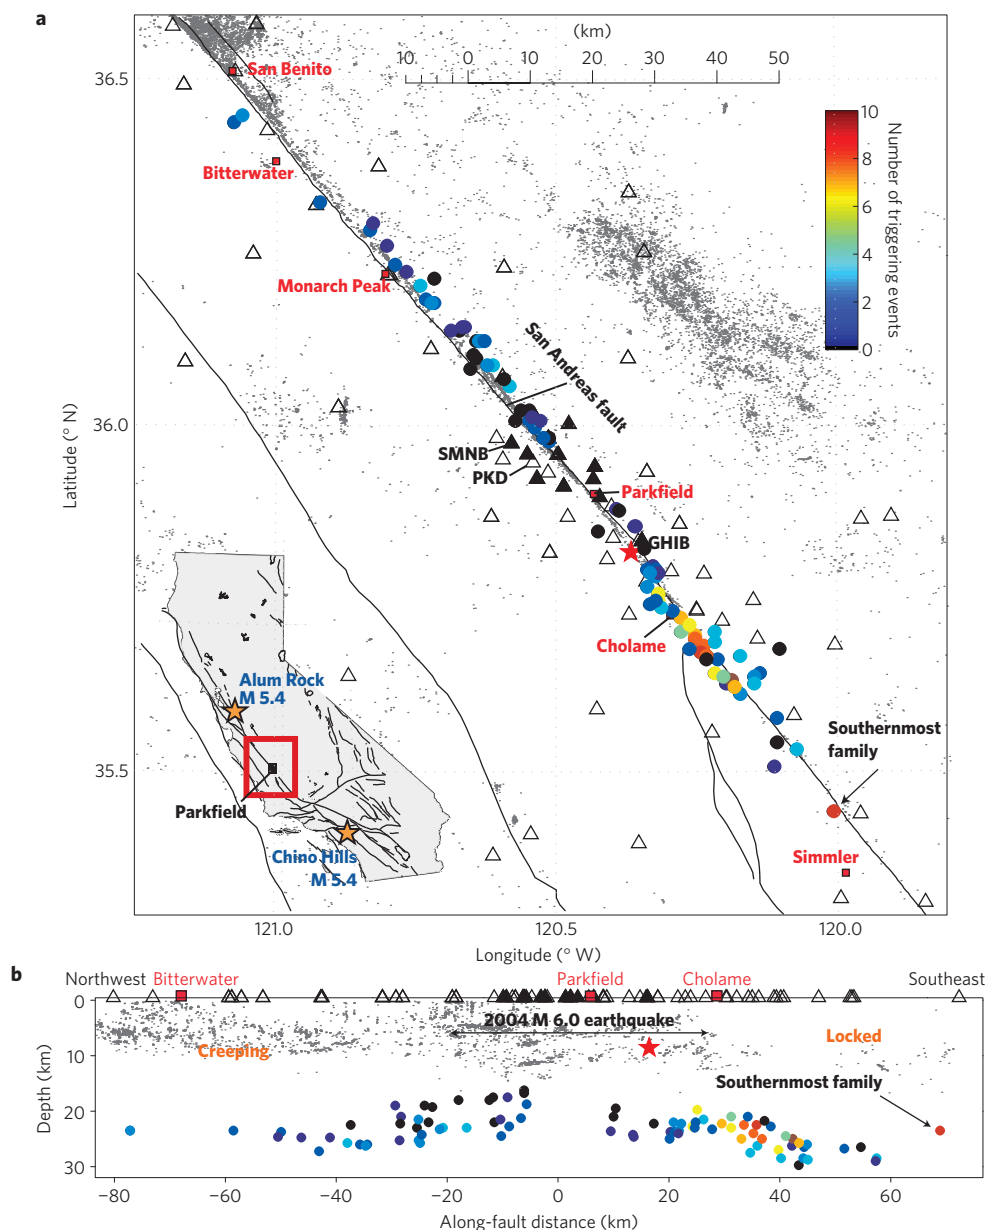 a
(km)
10 0 10 20 30 40 50
36.5
36.0
35.5
Latitude (° N)
San Benito
Bitterwater
Monarch Peak
San Andreas fault
SMNB
PKD
Parkfield
GHIB
Cholame
Southernmost
family
Simmler
10
8
6
4
2
0
Number of triggering events
Alum Rock
M 5.4
Parkfield
Chino Hills
M 5.4
121.0 120.5 120.0
Longitude (° W)
b
Northwest Bitterwater Parkfield Cholame Southeast
0
10
20
30
Depth (km)
2004 M 6.0 earthquake
Creeping
Locked
Southernmost family
−80 −60 −40 −20 0 20 40 60
Along-fault distance (km)